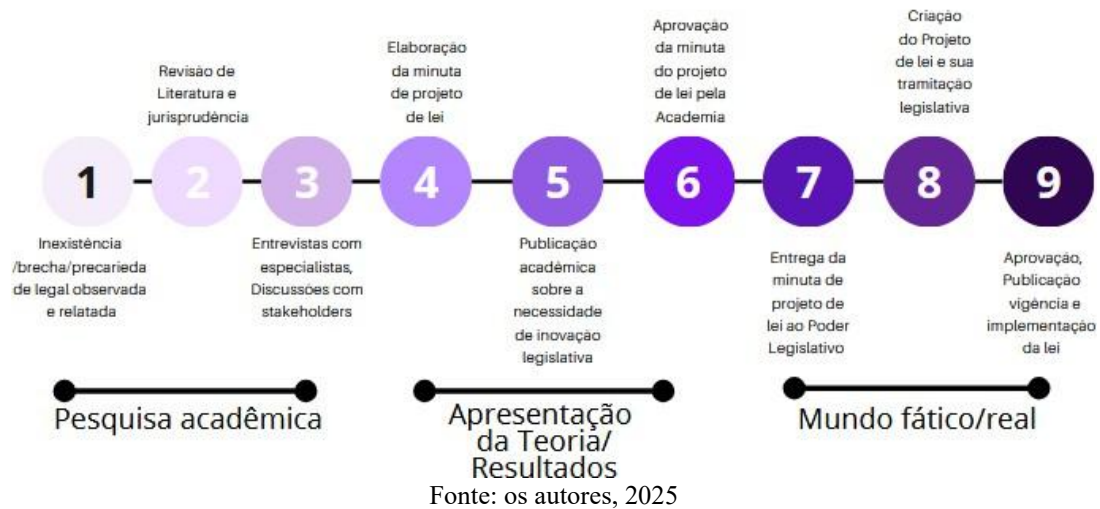 1
Inexistência
/brecha/precarieda
de legal observada
e relatada
Revisão de
Literatura e
jurisprudência
2
3
Entrevistas com
especialistas,
Discussões com
stakeholders
Elaboração
da minuta
de projeto
de lei
4
5
Publicação
acadêmica
sobre a
necessidade
de inovação
legislativa
Aprovação
da minuta
do projeto
de lei pela
Academia
6
7
Entrega da
minuta de
projeto de
lei ao Poder
Legislativo
Criação
do Projeto
de lei e sua
tramitação
legislativa
8
9
Aprovação,
Publicação
vigência e
implementação
da lei
Pesquisa acadêmica
Apresentação
da Teoria/
Resultados
Mundo fático/real
Fonte: os autores, 2025